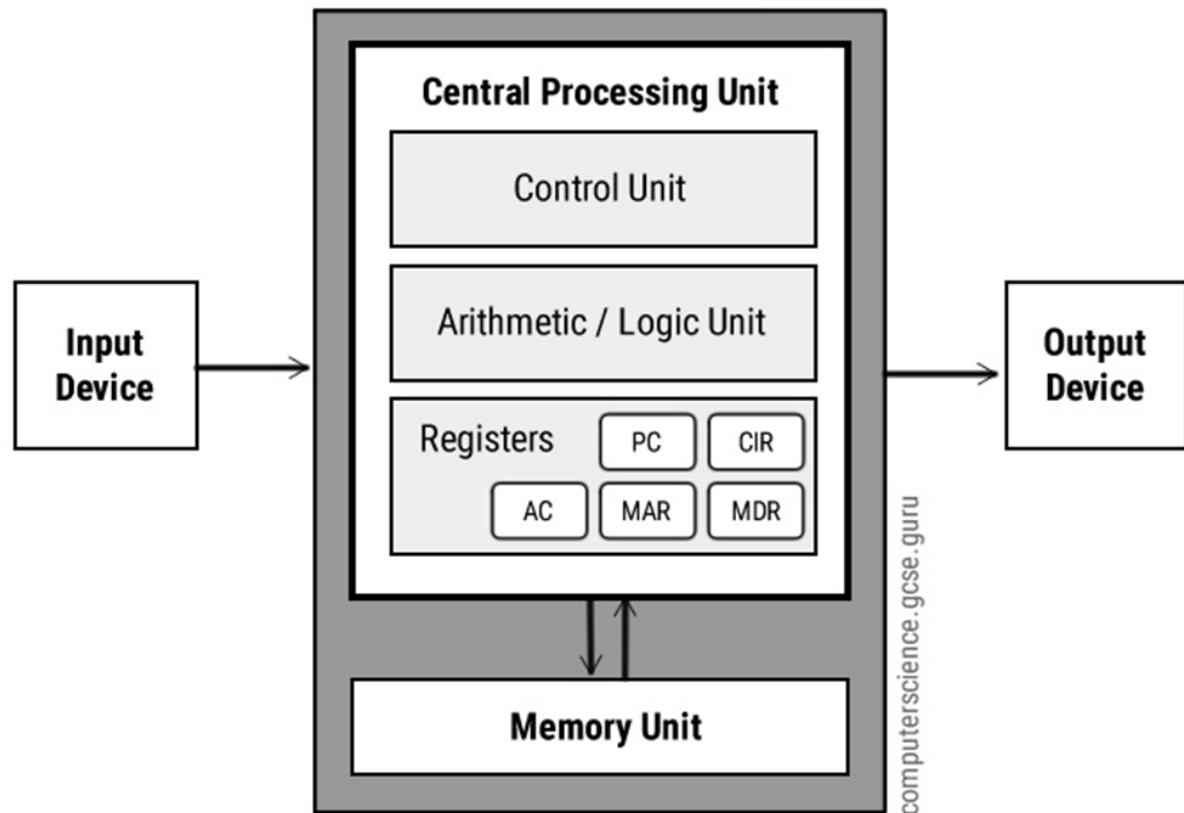 Central Processing Unit
Control Unit
Arithmetic / Logic Unit
Input
Device
Output
Device
Registers
PC
CIR
AC
MAR
MDR
Memory Unit
computerscience.gcse.guru